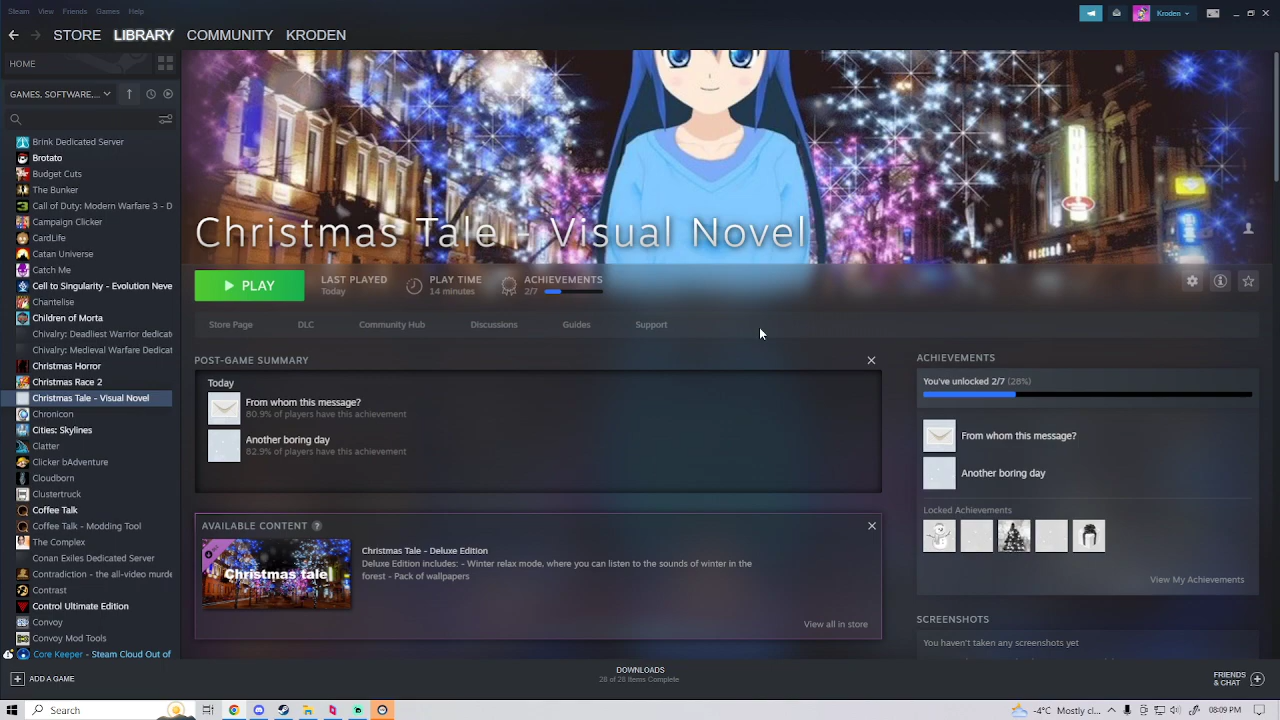 Steam View Friends Games Help
Kroden
STORE LIBRARY COMMUNITY KRODEN
HOME
GAMES, SOFTWARE...
Brink Dedicated Server
Brotato
Budget Cuts
The Bunker
Call of Duty: Modern Warfare 3 - D
Campaign Clicker
CardLife
Catan Universe
Catch Me
Cell to Singularity - Evolution Neve
Chantelise
Children of Morta
Chivalry: Deadliest Warrior dedicat
Chivalry: Medieval Warfare Dedicat
Christmas Horror
Christmas Race 2
Christmas Tale - Visual Novel
Chronicon
Cities: Skylines
Clatter
Clicker bAdventure
Cloudborn
Clustertruck
Coffee Talk
Coffee Talk - Modding Tool
The Complex
Conan Exiles Dedicated Server
Contradiction - the all-video murde
Contrast
Control Ultimate Edition
Convoy
Convoy Mod Tools
Core Keeper - Steam Cloud Out of
ADD A GAME
Christmas Tale - Visual Novel
PLAY
LAST PLAYED
Today
PLAY TIME
14 minutes
ACHIEVEMENTS
2/7
Store Page DLC Community Hub Discussions Guides Support
POST-GAME SUMMARY
Today
From whom this message?
80.9% of players have this achievement
Another boring day
82.9% of players have this achievement
AVAILABLE CONTENT ?
Christmas tale
Christmas Tale - Deluxe Edition
Deluxe Edition includes: - Winter relax mode, where you can listen to the sounds of winter in the
forest - Pack of wallpapers
View all in store
ACHIEVEMENTS
You've unlocked 2/7 (28%)
From whom this message?
Another boring day
Locked Achievements
View My Achievements
SCREENSHOTS
You haven't taken any screenshots yet
DOWNLOADS
28 of 28 Items Complete
FRIENDS
& CHAT
Search
-4°C Mostly cl...
08:09 PM